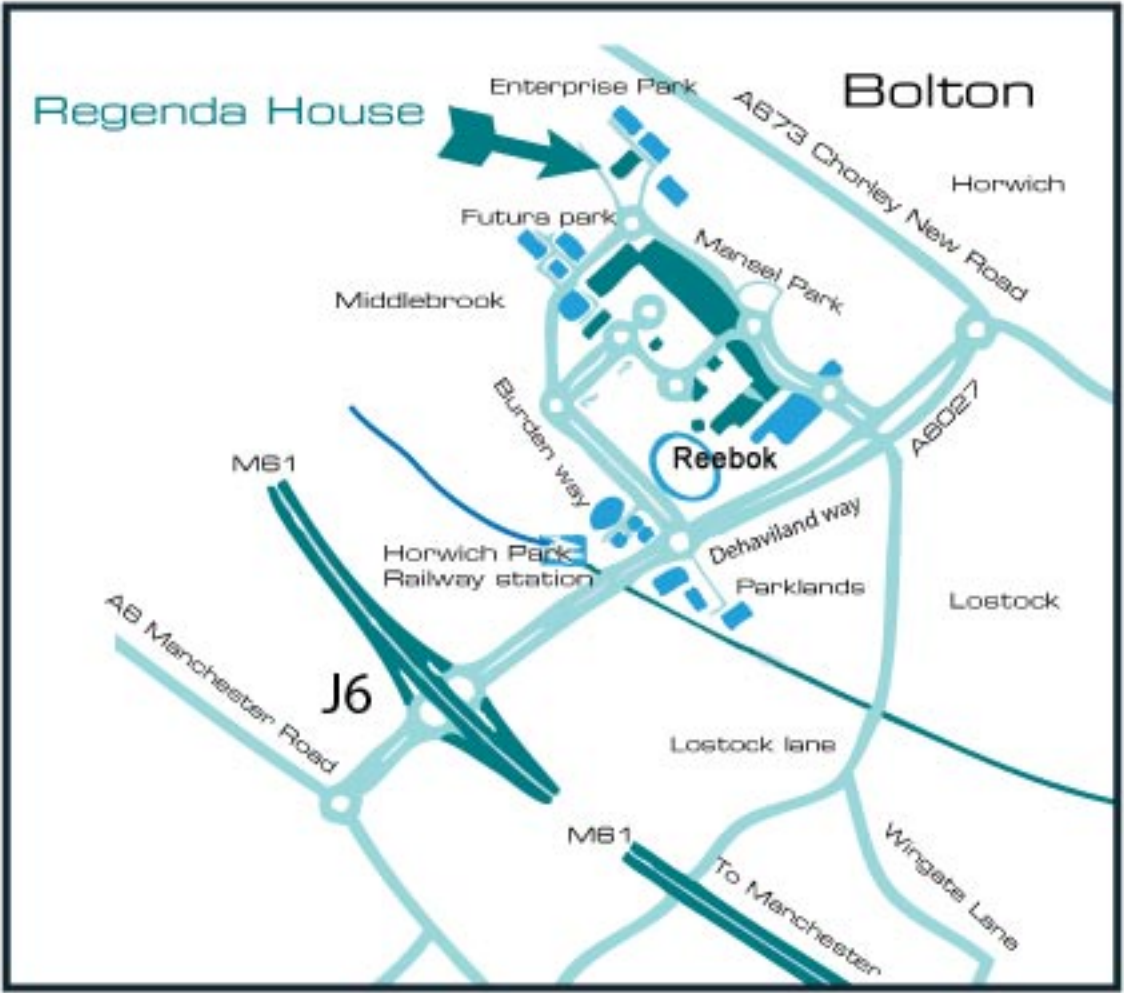 Enterprise Park
Bolton
Regenda House
A673 Chorley New Road
Horwich
Futura park
Mansel Park
Middlebrook
Burden way
A6027
M61
Reebok
Dehaviland way
Horwich Park
Railway station
Parklands
Lostock
A6 Manchester Road
J6
Lostock lane
M61
Wingate Lane
To Manchester